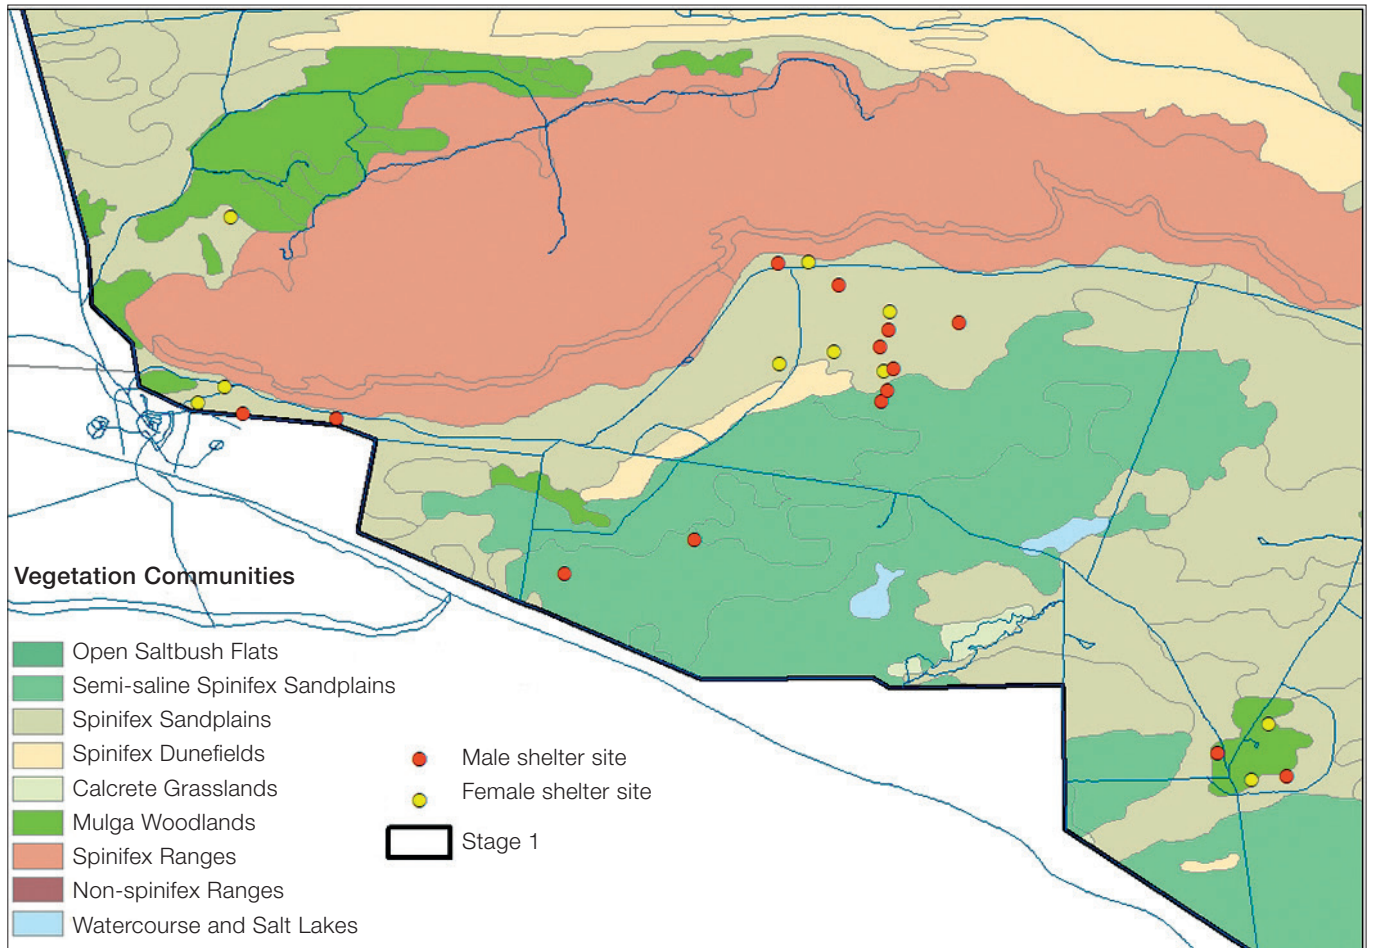 Vegetation Communities
Open Saltbush Flats
Semi-saline Spinifex Sandplains
Spinifex Sandplains
Spinifex Dunefields
Calcrete Grasslands
Mulga Woodlands
Spinifex Ranges
Non-spinifex Ranges
Watercourse and Salt Lakes
Male shelter site
Female shelter site
Stage 1